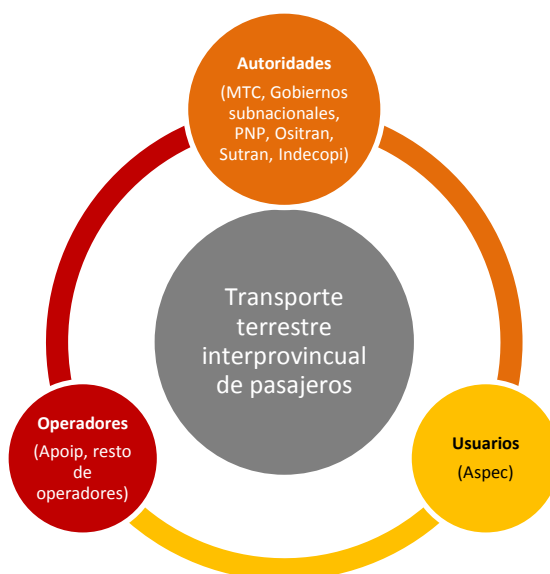 Autoridades
(MTC, Gobiernos
subnacionales,
PNP, Ositran,
Sutran, Indecopi)
Transporte
terrestre
interprovincual
de pasajeros
Operadores
(Apoip, resto
de
operadores)
Usuarios
(Aspec)